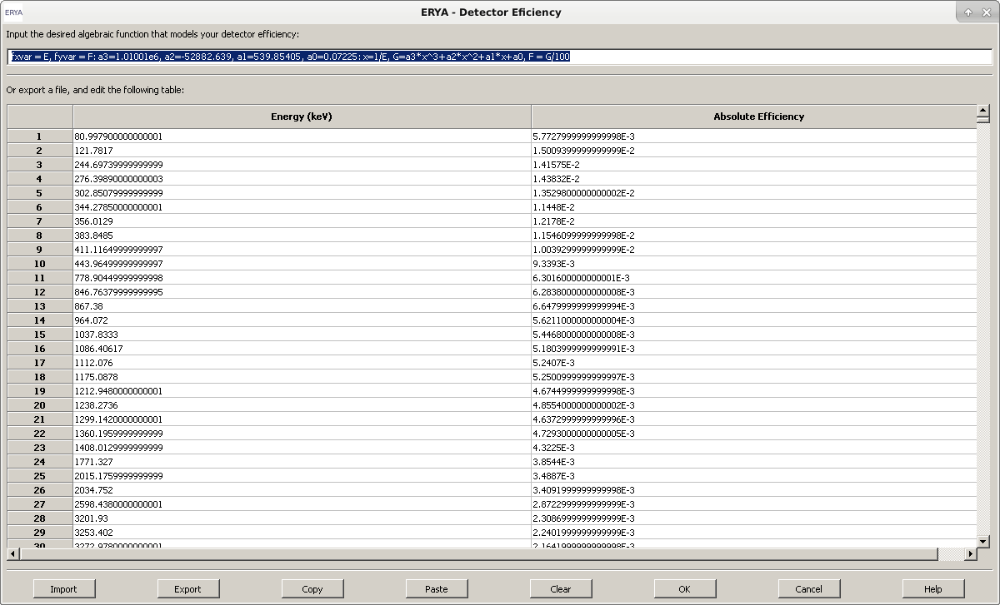 ERYA
ERYA - Detector Eficiency
Input the desired algebraic function that models your detector efficiency:
fxvar = E, fyvar = F: a3=1.01001e6, a2=-52882.639, a1=539.85405, a0=0.07225: x=1/E, G=a3*x^3+a2*x^2+a1*x+a0, F = G/100
Or export a file, and edit the following table:
Energy (keV) Absolute Efficiency
1 80.997900000000001 5.7727999999999998E-3
2 121.7817 1.5009399999999999E-2
3 244.69739999999999 1.41575E-2
4 276.39890000000003 1.43832E-2
5 302.85079999999999 1.3529800000000002E-2
6 344.27850000000001 1.1448E-2
7 356.0129 1.2178E-2
8 383.8485 1.1546099999999998E-2
9 411.11649999999997 1.0039299999999999E-2
10 443.96499999999997 9.3393E-3
11 778.90449999999998 6.301600000000001E-3
12 846.76379999999995 6.2838000000000008E-3
13 867.38 6.6479999999999994E-3
14 964.072 5.6211000000000004E-3
15 1037.8333 5.4468000000000008E-3
16 1086.40617 5.1803999999999991E-3
17 1112.076 5.2407E-3
18 1175.0878 5.2500999999999997E-3
19 1212.9480000000001 4.6744999999999998E-3
20 1238.2736 4.8554000000000002E-3
21 1299.1420000000001 4.6372999999999996E-3
22 1360.1959999999999 4.7293000000000005E-3
23 1408.0129999999999 4.3225E-3
24 1771.327 3.8544E-3
25 2015.1759999999999 3.4887E-3
26 2034.752 3.4091999999999998E-3
27 2598.4380000000001 2.8722999999999999E-3
28 3201.93 2.3086999999999999E-3
29 3253.402 2.2401999999999999E-3
30 3272.9780000000001 2.1641999999999998E-3
Import Export Copy Paste Clear OK Cancel Help